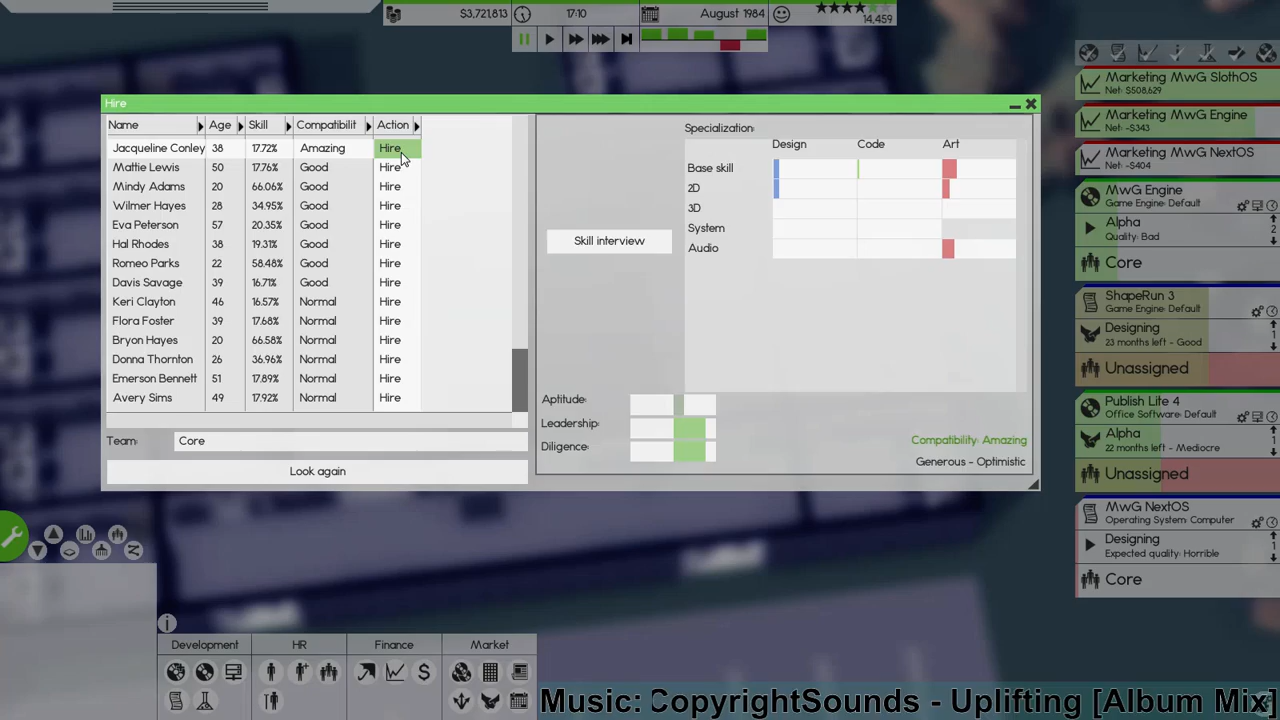 $3,721,813
17:10
August 1984
14,459
Hire
Name Age Skill Compatibilit Action
Jacqueline Conley 38 17.72% Amazing Hire
Mattie Lewis 50 17.76% Good Hire
Mindy Adams 20 66.06% Good Hire
Wilmer Hayes 28 34.95% Good Hire
Eva Peterson 57 20.35% Good Hire
Hal Rhodes 38 19.31% Good Hire
Romeo Parks 22 58.48% Good Hire
Davis Savage 39 16.71% Good Hire
Keri Clayton 46 16.57% Normal Hire
Flora Foster 39 17.68% Normal Hire
Bryon Hayes 20 66.58% Normal Hire
Donna Thornton 26 36.96% Normal Hire
Emerson Bennett 51 17.89% Normal Hire
Avery Sims 49 17.92% Normal Hire
Team: Core
Look again
Skill interview
Specialization:
Design Code Art
Base skill
2D
3D
System
Audio
Aptitude:
Leadership:
Diligence:
Compatibility: Amazing
Generous - Optimistic
Marketing MwG SlothOS
Net: $508,629
Marketing MwG Engine
Net: -$343
Marketing MwG NextOS
Net: -$404
MwG Engine
Game Engine: Default
Alpha
Quality: Bad
2
Core
ShapeRun 3
Game Engine: Default
Designing
23 months left - Good
1
Unassigned
Publish Lite 4
Office Software: Default
Alpha
22 months left - Mediocre
1
Unassigned
MwG NextOS
Operating System: Computer
Designing
Expected quality: Horrible
1
Core
Development HR Finance Market
Music: CopyrightSounds - Uplifting [Album Mix]